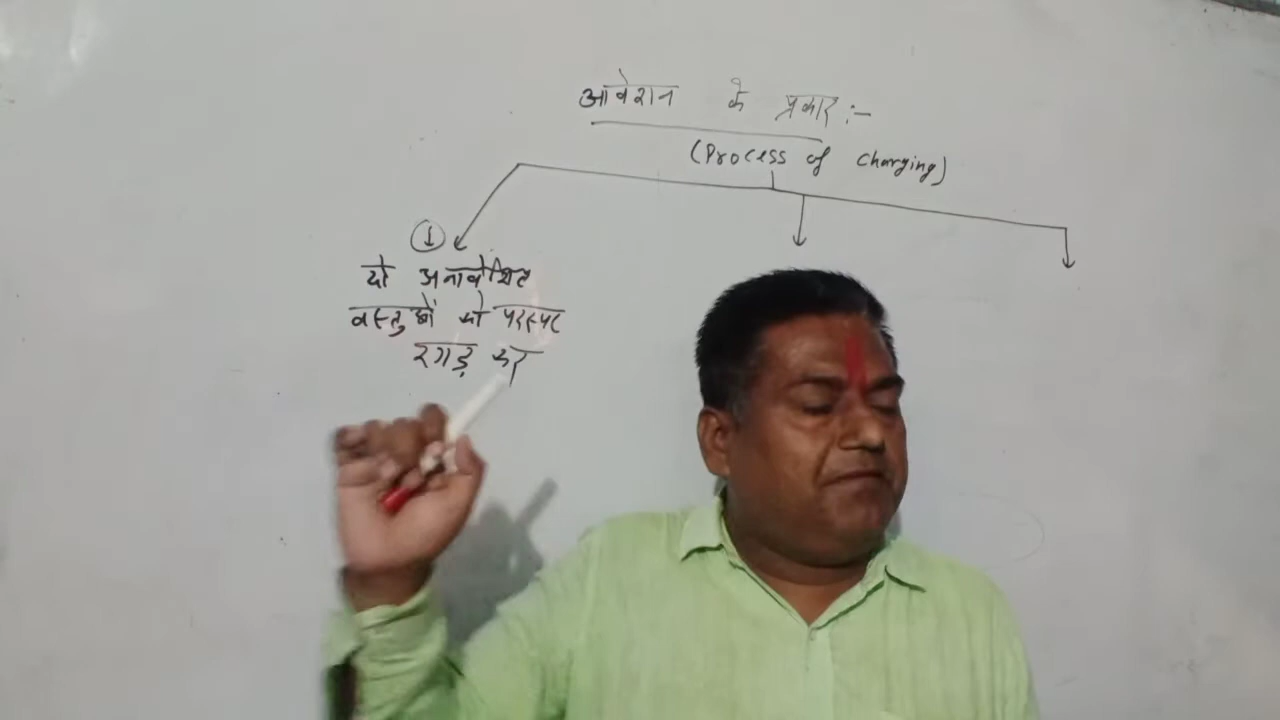 आवेशन के प्रकार :-
(Process of Charging)
①
दो अनावेशित
वस्तुओं को परस्पर
रगड़ कर